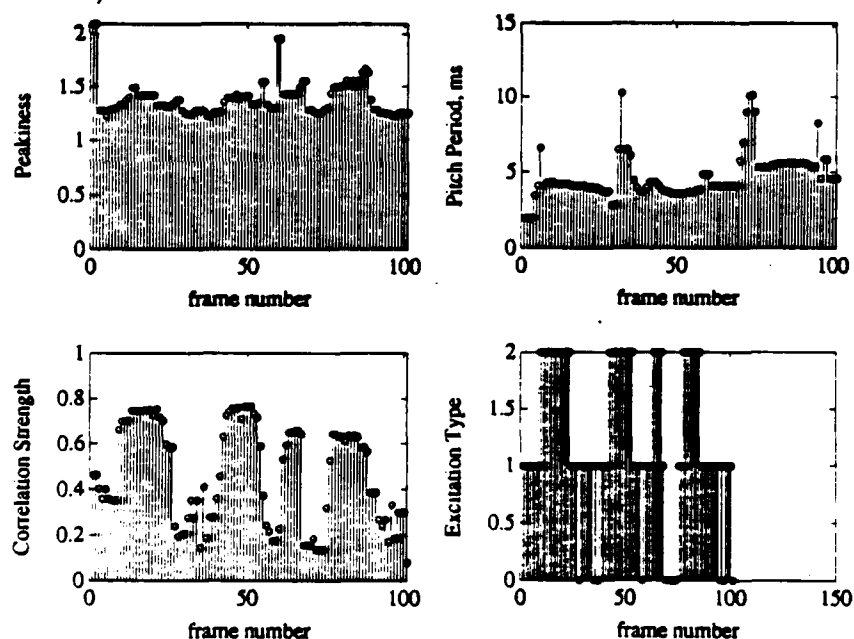 Peakiness
2
1.5
1
0.5
0
0 50 100
frame number
Pitch Period, ms
15
10
5
0
0 50 100
frame number
Correlation Strength
1
0.8
0.6
0.4
0.2
0
0 50 100
frame number
Excitation Type
2
1.5
1
0.5
0
0 50 100 150
frame number